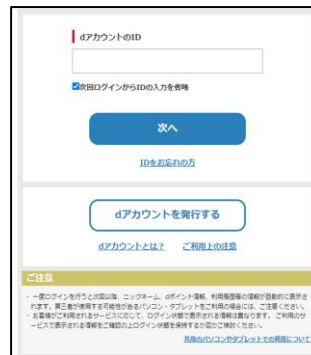 dアカウントのID
次回ログインからIDの入力を省略
次へ
IDをお忘れの方
dアカウントを発行する
dアカウントとは？ ご利用上の注意
ご注意
・ 一度ログインを行うと次回以降、ニックネーム、dポイント情報、利用履歴等の情報が自動的に表示さ
れます。第三者が使用する可能性があるパソコン・タブレットをご利用の場合には、ご注意ください。
・ お客様がご利用されるサービスに応じて、ログイン状態で表示される情報は異なります。 ご利用のサ
ービスで表示される情報をご確認の上ログイン状態を保持するか否かご検討ください。
共用のパソコンやタブレットでの利用について